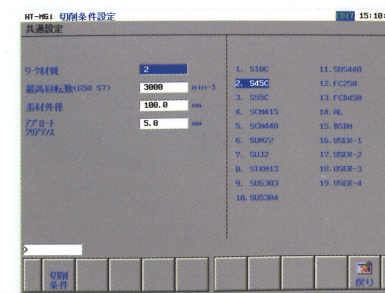 NT-MGi 切削条件設定
EDIT 15:10:
共通設定
ワーク材質 2
最高回転数(G50 S?) 3000 min-1
素材外径 100.0 mm
アプローチ
クリアランス 5.0 mm
1. S10C
2. S45C
3. S55C
4. SCM415
5. SCM440
6. SUM22
7. SUJ2
8. STKM13
9. SUS303
10. SUS304
11. SUS440
12. FC250
13. FCD450
14. AL
15. BSBM
16. USER-1
17. USER-2
18. USER-3
19. USER-4
>
切削
条件
戻り